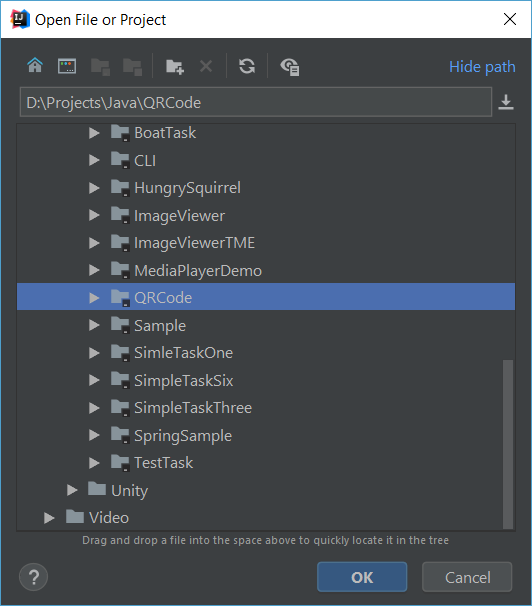 IJ Open File or Project
Hide path
D:\Projects\Java\QRCode
BoatTask
CLI
HungrySquirrel
ImageViewer
ImageViewerTME
MediaPlayerDemo
QRCode
Sample
SimleTaskOne
SimpleTaskSix
SimpleTaskThree
SpringSample
TestTask
Unity
Video
Drag and drop a file into the space above to quickly locate it in the tree
? OK Cancel